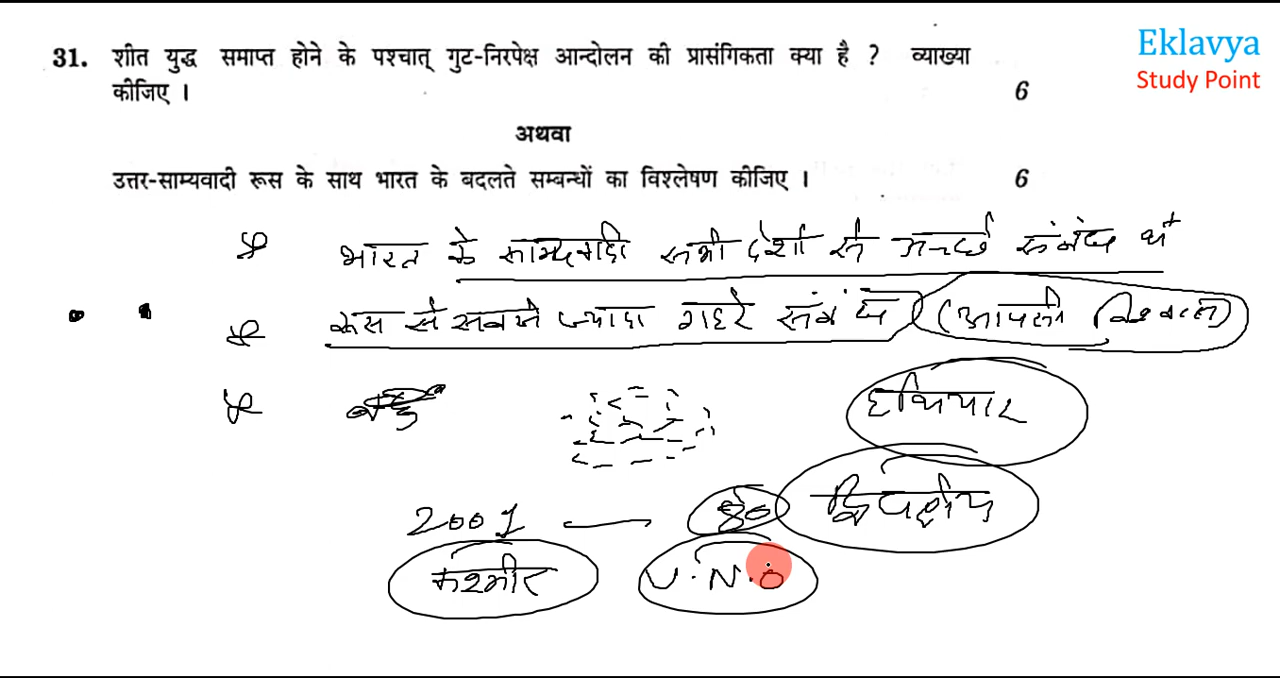 Eklavya
Study Point
31. शीत युद्ध समाप्त होने के पश्चात् गुट-निरपेक्ष आन्दोलन की प्रासंगिकता क्या है ? व्याख्या
कीजिए । 6
अथवा
उत्तर-साम्यवादी रूस के साथ भारत के बदलते सम्बन्धों का विश्लेषण कीजिए । 6
भारत के साम्यवादी सभी देशों से अच्छे संबंध थे
रूस से सबसे ज्यादा गहरे संबंध (आपसी विश्वास)
हथियार
2001 — 80 द्विपक्षीय
कश्मीर U.N.O